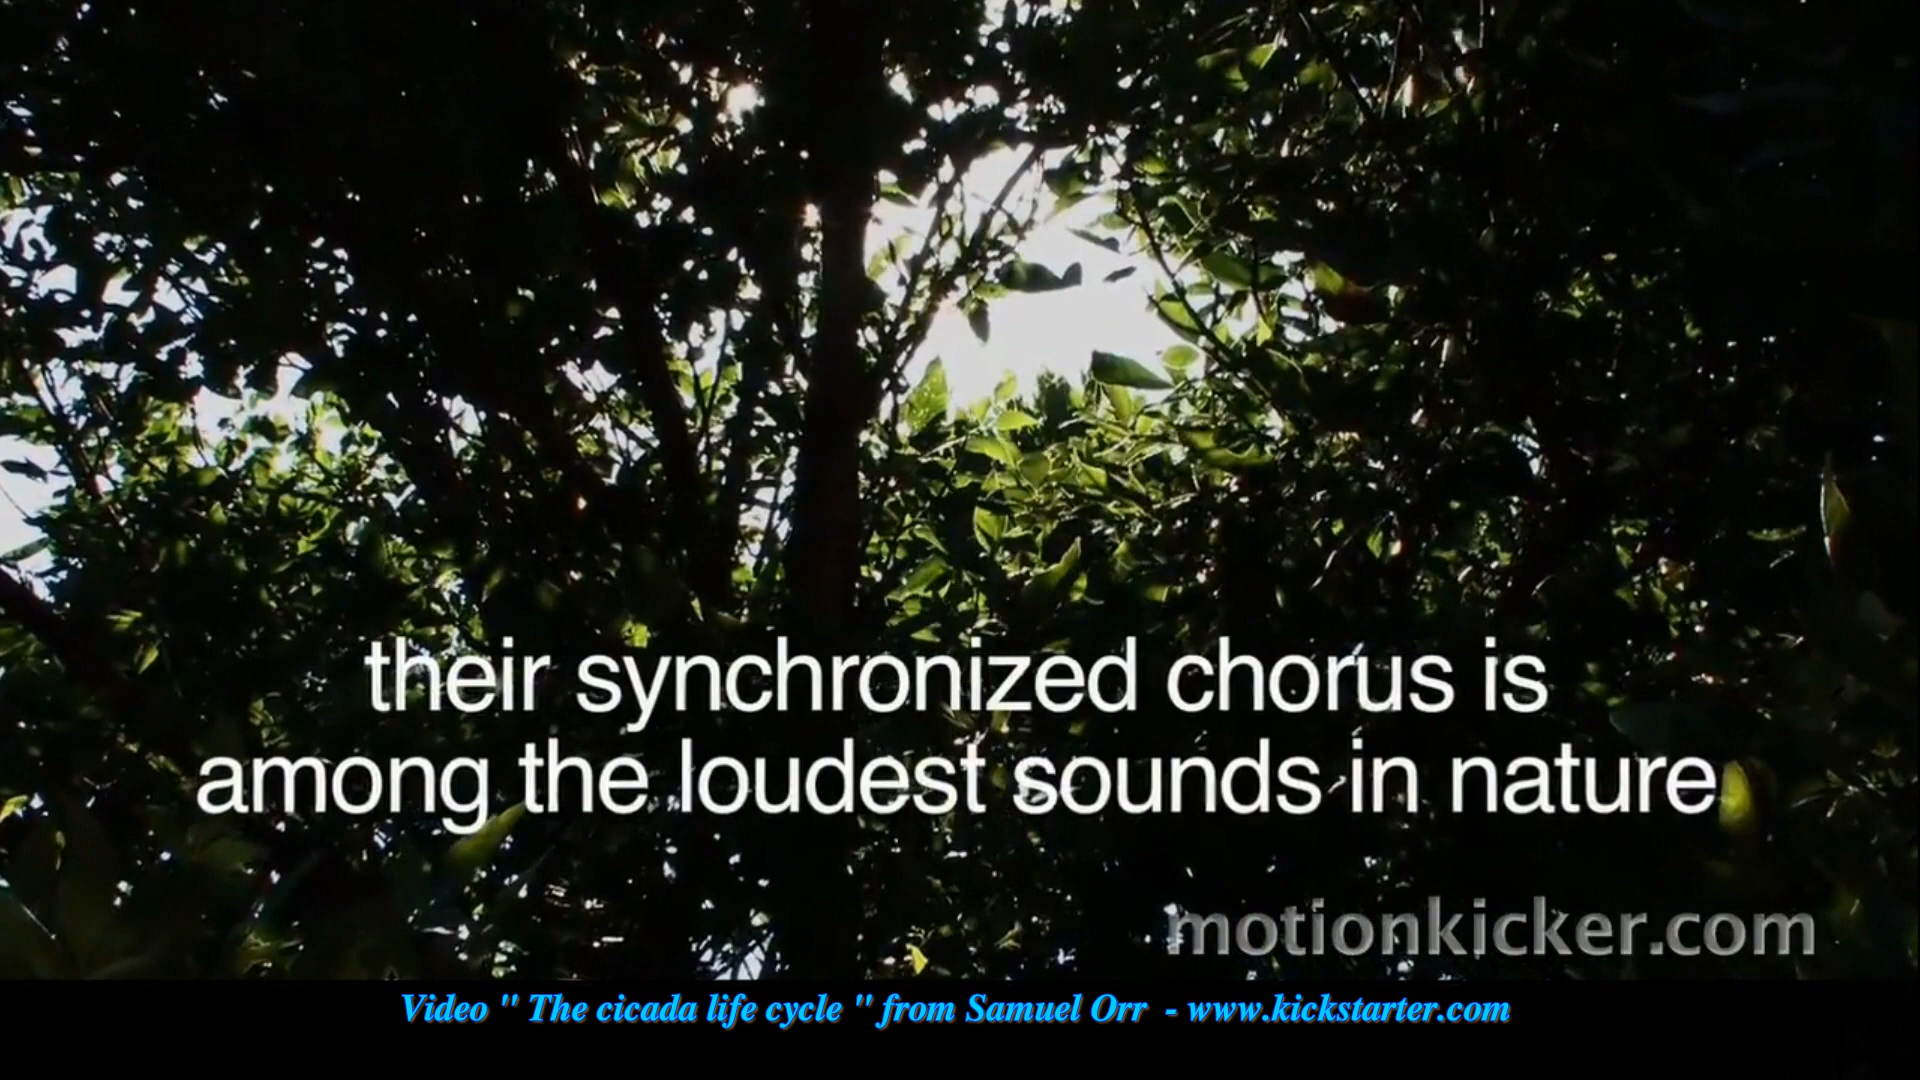 their synchronized chorus is
among the loudest sounds in nature
motionkicker.com
Video " The cicada life cycle " from Samuel Orr - www.kickstarter.com